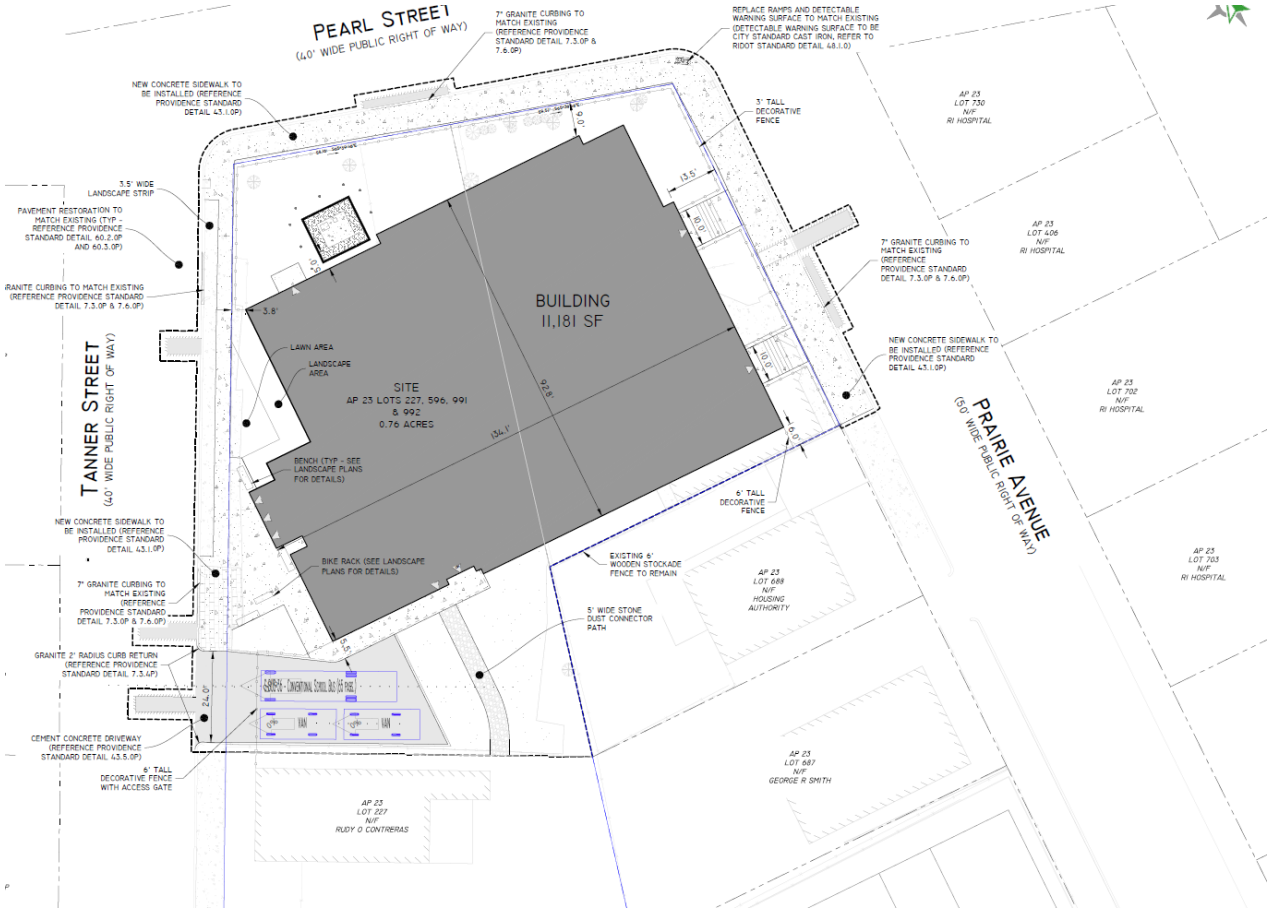 PEARL STREET
(40' WIDE PUBLIC RIGHT OF WAY)
7" GRANITE CURBING TO
MATCH EXISTING
(REFERENCE PROVIDENCE
STANDARD DETAIL 7.3.0P &
7.6.0P)
REPLACE RAMPS AND DETECTABLE
WARNING SURFACE TO MATCH EXISTING
(DETECTABLE WARNING SURFACE TO BE
CITY STANDARD CAST IRON, REFER TO
RIDOT STANDARD DETAIL 48.1.0)
NEW CONCRETE SIDEWALK TO
BE INSTALLED (REFERENCE
PROVIDENCE STANDARD
DETAIL 43.1.0P)
3' TALL
DECORATIVE
FENCE
9.0'
13.5'
10.0'
AP 23
LOT 730
N/F
RI HOSPITAL
3.5' WIDE
LANDSCAPE STRIP
PAVEMENT RESTORATION TO
MATCH EXISTING (TYP -
REFERENCE PROVIDENCE
STANDARD DETAIL 60.2.0P
AND 60.3.0P)
RANITE CURBING TO MATCH EXISTING
(REFERENCE PROVIDENCE STANDARD
DETAIL 7.3.0P & 7.6.0P)
5.0'
3.8'
AP 23
LOT 406
N/F
RI HOSPITAL
7" GRANITE CURBING TO
MATCH EXISTING
(REFERENCE
PROVIDENCE STANDARD
DETAIL 7.3.0P & 7.6.0P)
BUILDING
11,181 SF
TANNER STREET
(40' WIDE PUBLIC RIGHT OF WAY)
LAWN AREA
LANDSCAPE
AREA
SITE
AP 23 LOTS 227, 596, 991
& 992
0.76 ACRES
92.8'
134.1'
10.0'
6.0'
NEW CONCRETE SIDEWALK TO
BE INSTALLED (REFERENCE
PROVIDENCE STANDARD
DETAIL 43.1.0P)
AP 23
LOT 702
N/F
RI HOSPITAL
PRAIRIE AVENUE
(50' WIDE PUBLIC RIGHT OF WAY)
BENCH (TYP - SEE
LANDSCAPE PLANS
FOR DETAILS)
6' TALL
DECORATIVE
FENCE
NEW CONCRETE SIDEWALK TO
BE INSTALLED (REFERENCE
PROVIDENCE STANDARD
DETAIL 43.1.0P)
BIKE RACK (SEE LANDSCAPE
PLANS FOR DETAILS)
EXISTING 6'
WOODEN STOCKADE
FENCE TO REMAIN
AP 23
LOT 688
N/F
HOUSING
AUTHORITY
AP 23
LOT 703
N/F
RI HOSPITAL
7" GRANITE CURBING TO
MATCH EXISTING
(REFERENCE
PROVIDENCE STANDARD
DETAIL 7.3.0P & 7.6.0P)
5' WIDE STONE
DUST CONNECTOR
PATH
5.5'
GRANITE 2' RADIUS CURB RETURN
(REFERENCE PROVIDENCE
STANDARD DETAIL 7.3.4P)
24.0'
VAN
VAN
CEMENT CONCRETE DRIVEWAY
(REFERENCE PROVIDENCE
STANDARD DETAIL 43.5.0P)
6' TALL
DECORATIVE FENCE
WITH ACCESS GATE
AP 23
LOT 687
N/F
GEORGE R SMITH
AP 23
LOT 227
N/F
RUDY O CONTRERAS